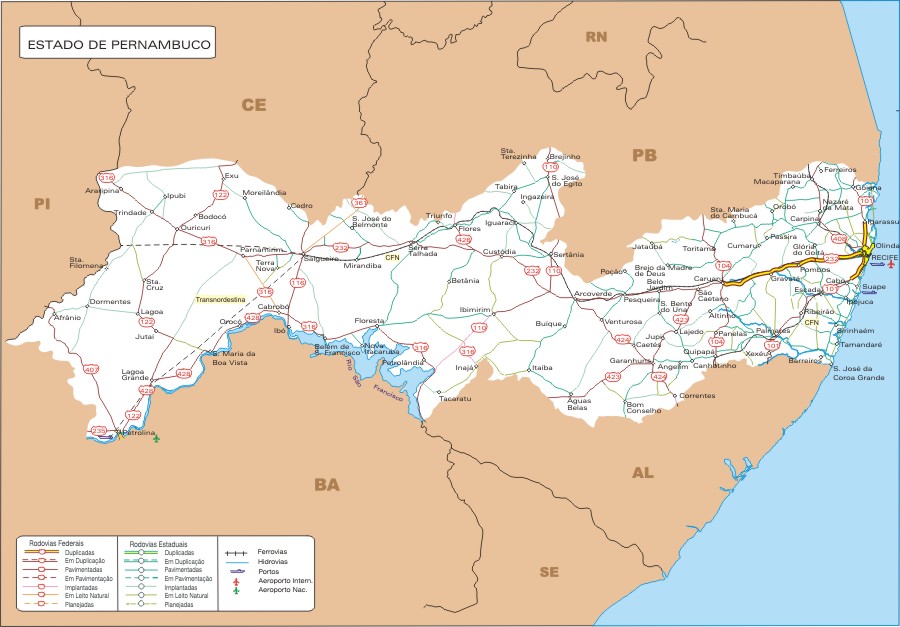 ESTADO DE PERNAMBUCO
RN
CE
PB
PI
BA
AL
SE
Sta.
Terezinha
Brejinho
110
S. José
do Egito
Tabira
Ingazeira
316
Araripina
Exu
122
Ipubi
Moreilândia
Cedro
Trindade
Bodocó
Ouricuri
316
361
S. José do
Belmonte
Triunfo
Iguaraci
Flores
428
232
Serra
Talhada
CFN
Mirandiba
Custódia
Sertânia
232
110
Parnamirim
Salgueiro
Terra
Nova
Sta.
Filomena
Sta.
Cruz
316
116
Transnordestina
Betânia
Dormentes
Afrânio
Lagoa
122
Jutaí
Orocó
428
Cabrobó
Ibó
316
Floresta
Ibimirim
110
Belém de
S. Francisco
Nova
Itacuruba
Petrolândia
316
316
Inajá
Tacaratu
Rio São Francisco
S. Maria da
Boa Vista
428
Lagoa
Grande
428
407
122
235
Petrolina
Timbaúba
Macaparana
Ferreiros
Goiana
101
Nazaré
da Mata
Orobó
Carpina
Sta. Maria
do Cambucá
Igarassu
408
Olinda
RECIFE
Passira
Cumaru
Glória
do Goitá
232
Jataúba
Toritama
104
Poção
Brejo da Madre
de Deus
Belo
Jardim
Caruaru
Gravatá
Pombos
Cabo
Suape
Escada
101
Ipojuca
Arcoverde
Pesqueira
São
Caetano
S. Bento
do Una
423
Altinho
Ribeirão
CFN
Buíque
Venturosa
424
Caetés
Jupi
Lajedo
Panelas
104
Palmares
Sirinhaém
Tamandaré
101
Xexéu
Quipapá
Barreiros
S. José da
Coroa Grande
Garanhuns
Angelim
Canhotinho
Itaíba
423
424
Correntes
Águas
Belas
Bom
Conselho
Rodovias Federais
Duplicadas
Em Duplicação
Pavimentadas
Em Pavimentação
Implantadas
Em Leito Natural
Planejadas
Rodovias Estaduais
Duplicadas
Em Duplicação
Pavimentadas
Em Pavimentação
Implantadas
Em Leito Natural
Planejadas
Ferrovias
Hidrovias
Portos
Aeroporto Intern.
Aeroporto Nac.